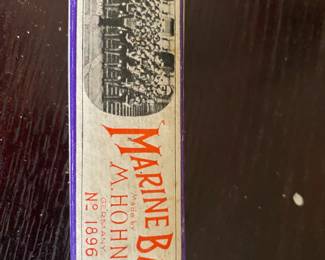 MARINE BA
Made by
M. HOHN
GERMANY
No 1896